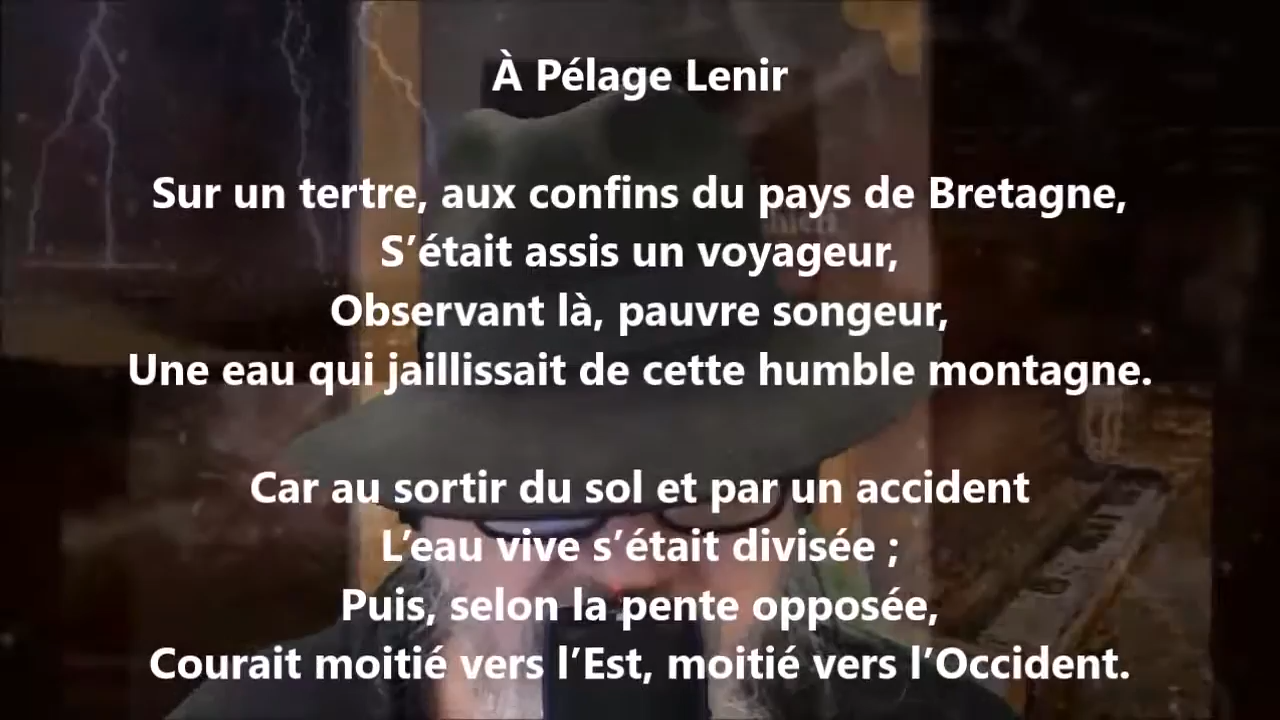 À Pélage Lenir
Sur un tertre, aux confins du pays de Bretagne,
S’était assis un voyageur,
Observant là, pauvre songeur,
Une eau qui jaillissait de cette humble montagne.
Car au sortir du sol et par un accident
L’eau vive s’était divisée ;
Puis, selon la pente opposée,
Courait moitié vers l’Est, moitié vers l’Occident.